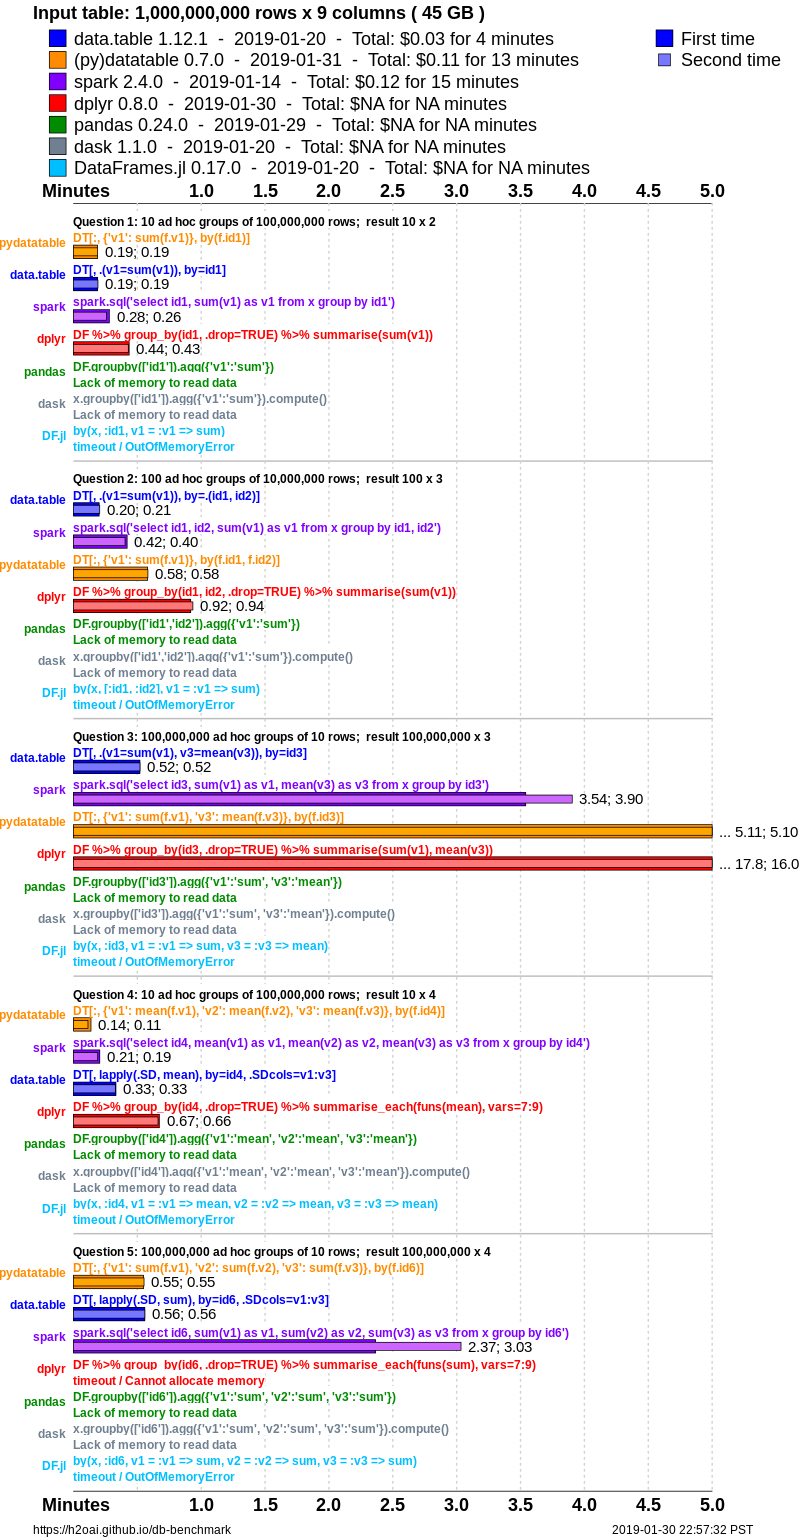 Input table: 1,000,000,000 rows x 9 columns ( 45 GB )
data.table 1.12.1 - 2019-01-20 - Total: $0.03 for 4 minutes
First time
(py)datatable 0.7.0 - 2019-01-31 - Total: $0.11 for 13 minutes
Second time
spark 2.4.0 - 2019-01-14 - Total: $0.12 for 15 minutes
dplyr 0.8.0 - 2019-01-30 - Total: $NA for NA minutes
pandas 0.24.0 - 2019-01-29 - Total: $NA for NA minutes
dask 1.1.0 - 2019-01-20 - Total: $NA for NA minutes
DataFrames.jl 0.17.0 - 2019-01-20 - Total: $NA for NA minutes
Minutes 1.0 1.5 2.0 2.5 3.0 3.5 4.0 4.5 5.0
Question 1: 10 ad hoc groups of 100,000,000 rows; result 10 x 2
pydatatable DT[:, {'v1': sum(f.v1)}, by(f.id1)]
0.19; 0.19
data.table DT[, .(v1=sum(v1)), by=id1]
0.19; 0.19
spark spark.sql('select id1, sum(v1) as v1 from x group by id1')
0.28; 0.26
dplyr DF %>% group_by(id1, .drop=TRUE) %>% summarise(sum(v1))
0.44; 0.43
pandas DF.groupby(['id1']).agg({'v1':'sum'})
Lack of memory to read data
dask x.groupby(['id1']).agg({'v1':'sum'}).compute()
Lack of memory to read data
DF.jl by(x, :id1, v1 = :v1 => sum)
timeout / OutOfMemoryError
Question 2: 100 ad hoc groups of 10,000,000 rows; result 100 x 3
data.table DT[, .(v1=sum(v1)), by=.(id1, id2)]
0.20; 0.21
spark spark.sql('select id1, id2, sum(v1) as v1 from x group by id1, id2')
0.42; 0.40
pydatatable DT[:, {'v1': sum(f.v1)}, by(f.id1, f.id2)]
0.58; 0.58
dplyr DF %>% group_by(id1, id2, .drop=TRUE) %>% summarise(sum(v1))
0.92; 0.94
pandas DF.groupby(['id1','id2']).agg({'v1':'sum'})
Lack of memory to read data
dask x.groupby(['id1','id2']).agg({'v1':'sum'}).compute()
Lack of memory to read data
DF.jl by(x, [:id1, :id2], v1 = :v1 => sum)
timeout / OutOfMemoryError
Question 3: 100,000,000 ad hoc groups of 10 rows; result 100,000,000 x 3
data.table DT[, .(v1=sum(v1), v3=mean(v3)), by=id3]
0.52; 0.52
spark spark.sql('select id3, sum(v1) as v1, mean(v3) as v3 from x group by id3')
3.54; 3.90
pydatatable DT[:, {'v1': sum(f.v1), 'v3': mean(f.v3)}, by(f.id3)]
... 5.11; 5.10
dplyr DF %>% group_by(id3, .drop=TRUE) %>% summarise(sum(v1), mean(v3))
... 17.8; 16.0
pandas DF.groupby(['id3']).agg({'v1':'sum', 'v3':'mean'})
Lack of memory to read data
dask x.groupby(['id3']).agg({'v1':'sum', 'v3':'mean'}).compute()
Lack of memory to read data
DF.jl by(x, :id3, v1 = :v1 => sum, v3 = :v3 => mean)
timeout / OutOfMemoryError
Question 4: 10 ad hoc groups of 100,000,000 rows; result 10 x 4
pydatatable DT[:, {'v1': mean(f.v1), 'v2': mean(f.v2), 'v3': mean(f.v3)}, by(f.id4)]
0.14; 0.11
spark spark.sql('select id4, mean(v1) as v1, mean(v2) as v2, mean(v3) as v3 from x group by id4')
0.21; 0.19
data.table DT[, lapply(.SD, mean), by=id4, .SDcols=v1:v3]
0.33; 0.33
dplyr DF %>% group_by(id4, .drop=TRUE) %>% summarise_each(funs(mean), vars=7:9)
0.67; 0.66
pandas DF.groupby(['id4']).agg({'v1':'mean', 'v2':'mean', 'v3':'mean'})
Lack of memory to read data
dask x.groupby(['id4']).agg({'v1':'mean', 'v2':'mean', 'v3':'mean'}).compute()
Lack of memory to read data
DF.jl by(x, :id4, v1 = :v1 => mean, v2 = :v2 => mean, v3 = :v3 => mean)
timeout / OutOfMemoryError
Question 5: 100,000,000 ad hoc groups of 10 rows; result 100,000,000 x 4
pydatatable DT[:, {'v1': sum(f.v1), 'v2': sum(f.v2), 'v3': sum(f.v3)}, by(f.id6)]
0.55; 0.55
data.table DT[, lapply(.SD, sum), by=id6, .SDcols=v1:v3]
0.56; 0.56
spark spark.sql('select id6, sum(v1) as v1, sum(v2) as v2, sum(v3) as v3 from x group by id6')
2.37; 3.03
dplyr DF %>% group_by(id6, .drop=TRUE) %>% summarise_each(funs(sum), vars=7:9)
timeout / Cannot allocate memory
pandas DF.groupby(['id6']).agg({'v1':'sum', 'v2':'sum', 'v3':'sum'})
Lack of memory to read data
dask x.groupby(['id6']).agg({'v1':'sum', 'v2':'sum', 'v3':'sum'}).compute()
Lack of memory to read data
DF.jl by(x, :id6, v1 = :v1 => sum, v2 = :v2 => sum, v3 = :v3 => sum)
timeout / OutOfMemoryError
Minutes 1.0 1.5 2.0 2.5 3.0 3.5 4.0 4.5 5.0
https://h2oai.github.io/db-benchmark
2019-01-30 22:57:32 PST